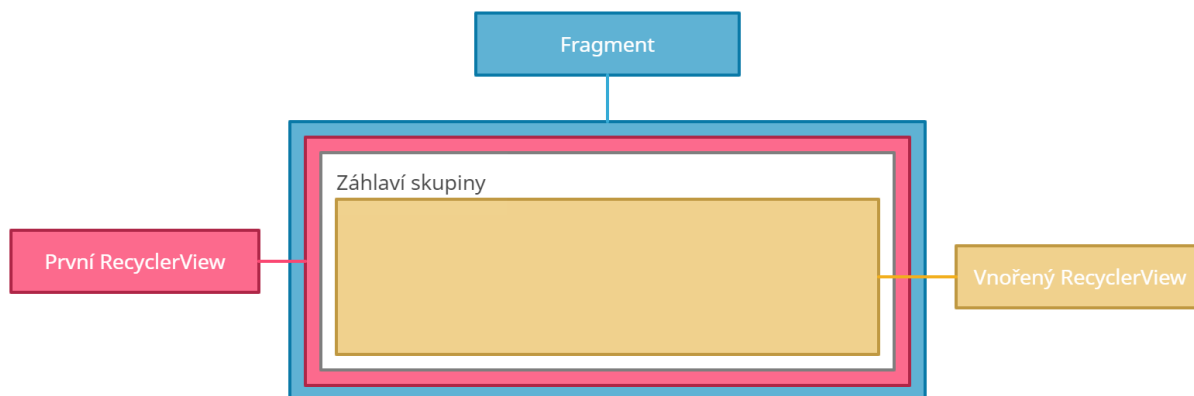 Fragment
Záhlaví skupiny
První RecyclerView
Vnořený RecyclerView